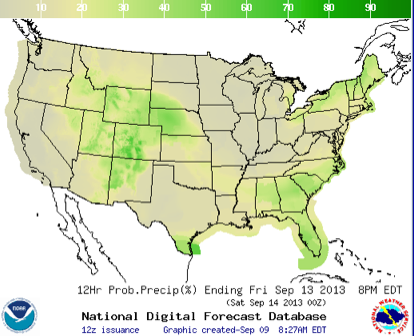 10 20 30 40 50 60 70 80 90
12Hr Prob.Precip(%) Ending Fri Sep 13 2013 8PM EDT
(Sat Sep 14 2013 00Z)
National Digital Forecast Database
12z issuance Graphic created-Sep 09 8:27AM EDT
noaa